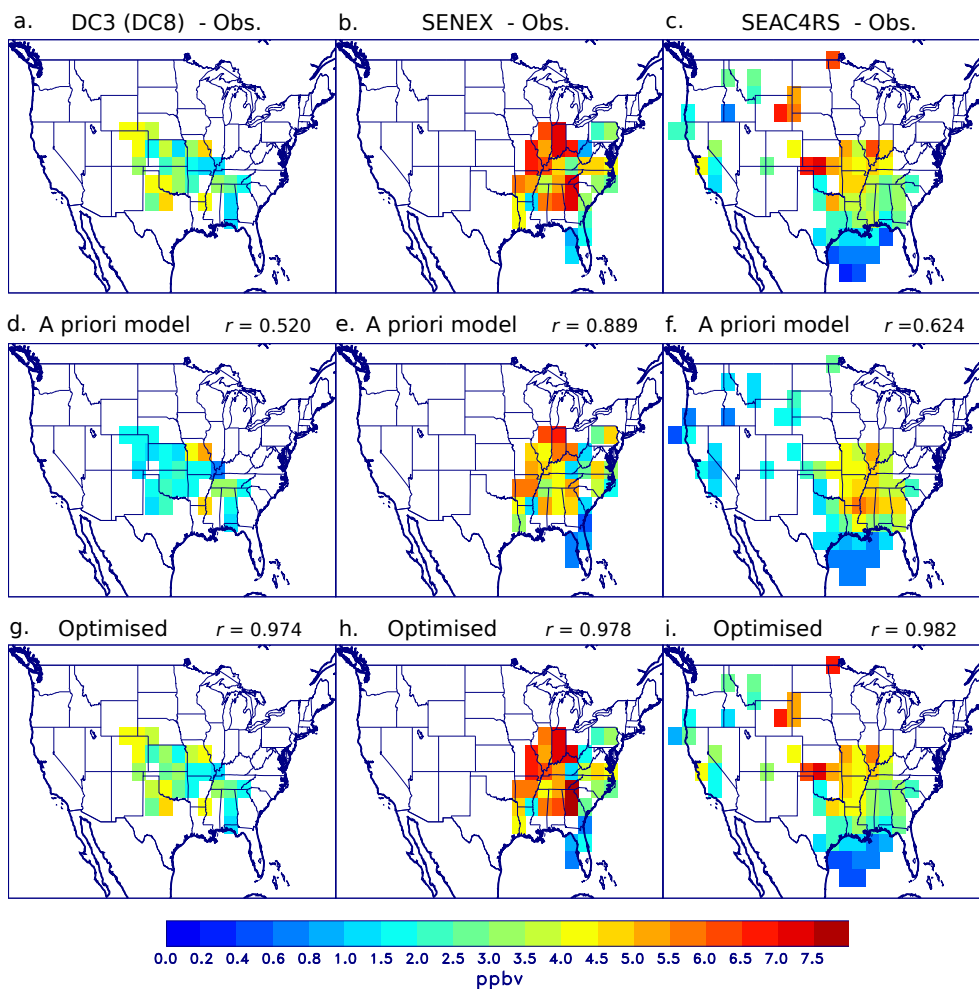 a. DC3 (DC8) - Obs. b. SENEX - Obs. c. SEAC4RS - Obs.
d. A priori model r = 0.520 e. A priori model r = 0.889 f. A priori model r =0.624
g. Optimised r = 0.974 h. Optimised r = 0.978 i. Optimised r = 0.982
0.0 0.2 0.4 0.6 0.8 1.0 1.5 2.0 2.5 3.0 3.5 4.0 4.5 5.0 5.5 6.0 6.5 7.0 7.5
ppbv